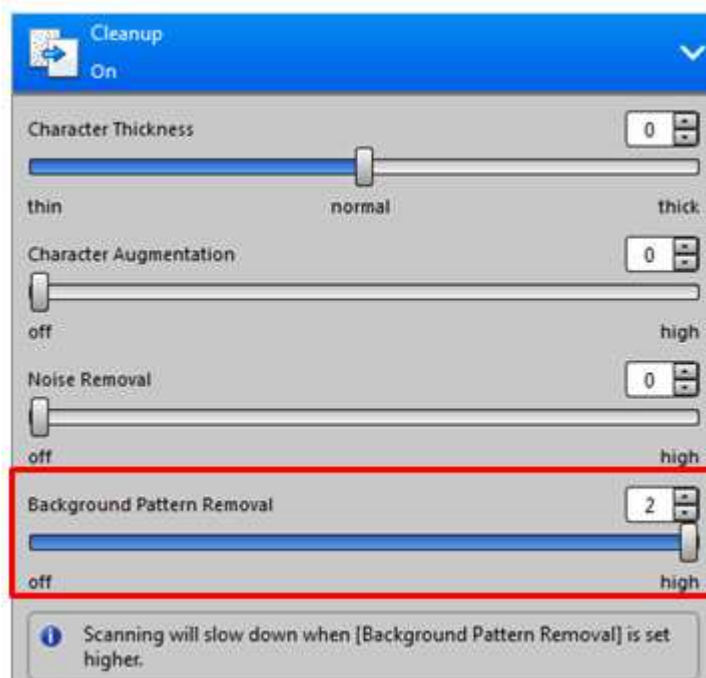 Cleanup
On
Character Thickness 0
thin normal thick
Character Augmentation 0
off high
Noise Removal 0
off high
Background Pattern Removal 2
off high
Scanning will slow down when [Background Pattern Removal] is set
higher.